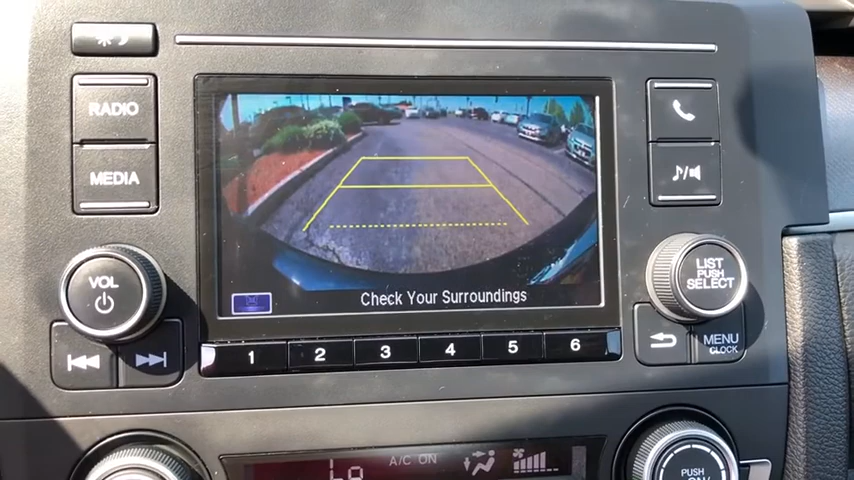 RADIO
MEDIA
VOL
LIST
PUSH
SELECT
Check Your Surroundings
1 2 3 4 5 6
MENU
CLOCK
Lo
A/C ON
PUSH